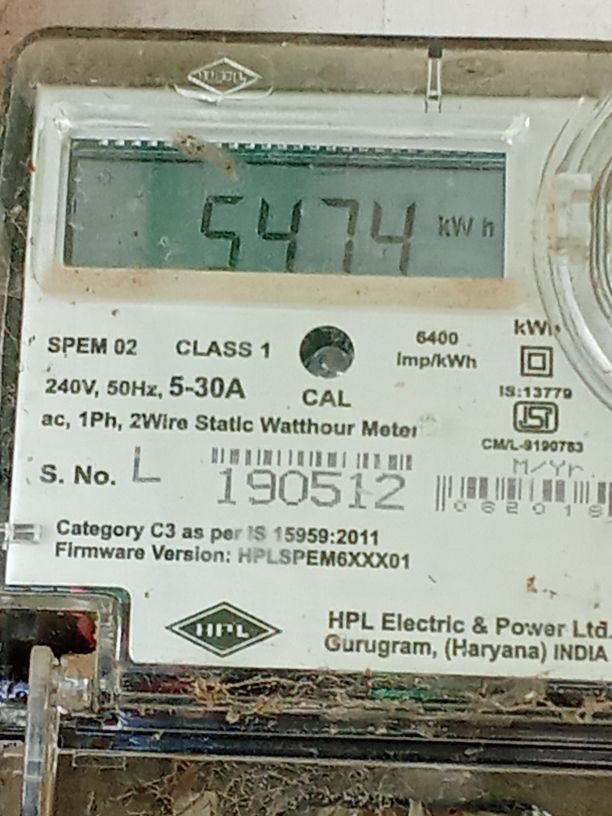 5474 kWh
SPEM 02 CLASS 1
6400
imp/kWh
kWh
240V, 50Hz, 5-30A
CAL
IS:13779
ac, 1Ph, 2Wire Static Watthour Meter
CM/L-9190783
M/Yr.
S. No. L 190512
062018
Category C3 as per IS 15959:2011
Firmware Version: HPLSPEM6XXX01
HPL
HPL Electric & Power Ltd.
Gurugram, (Haryana) INDIA